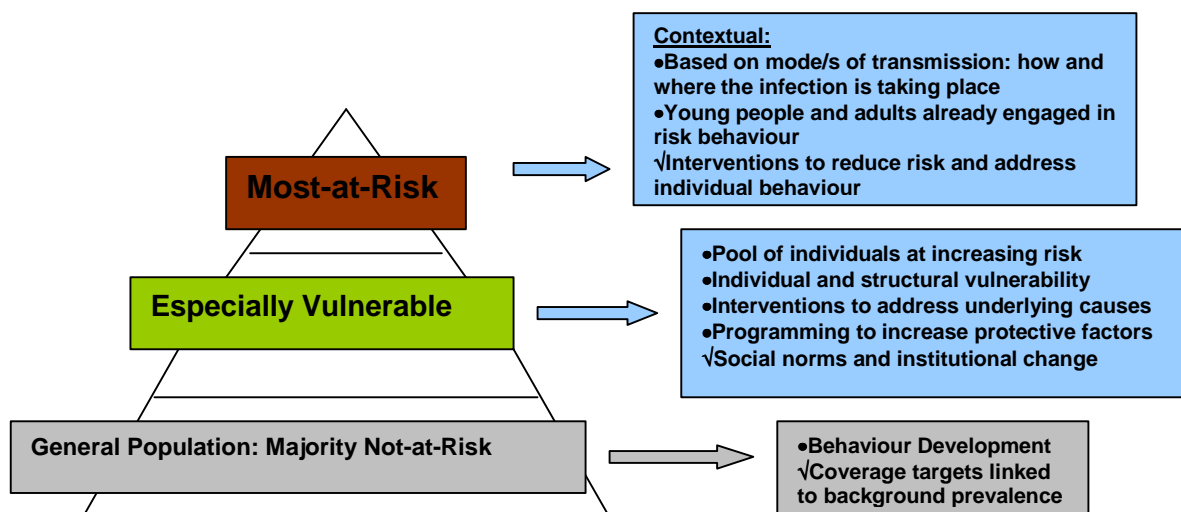 Contextual:
●Based on mode/s of transmission: how and
where the infection is taking place
●Young people and adults already engaged in
risk behaviour
√Interventions to reduce risk and address
individual behaviour
Most-at-Risk
●Pool of individuals at increasing risk
●Individual and structural vulnerability
●Interventions to address underlying causes
●Programming to increase protective factors
√Social norms and institutional change
Especially Vulnerable
General Population: Majority Not-at-Risk
●Behaviour Development
√Coverage targets linked
to background prevalence